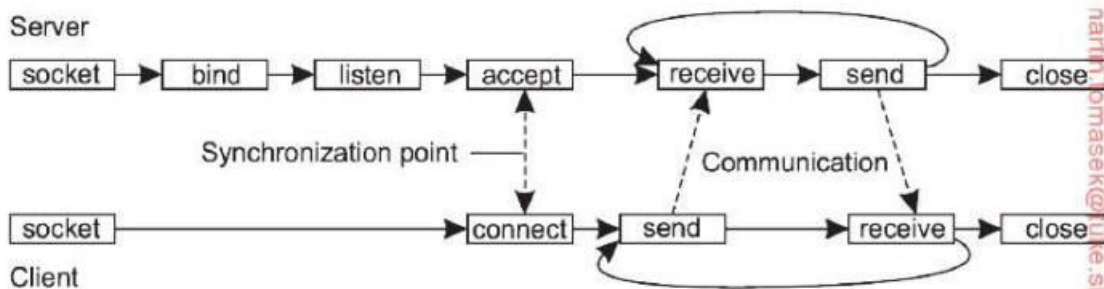 Server
socket bind listen accept receive send close
Synchronization point
Communication
socket connect send receive close
Client